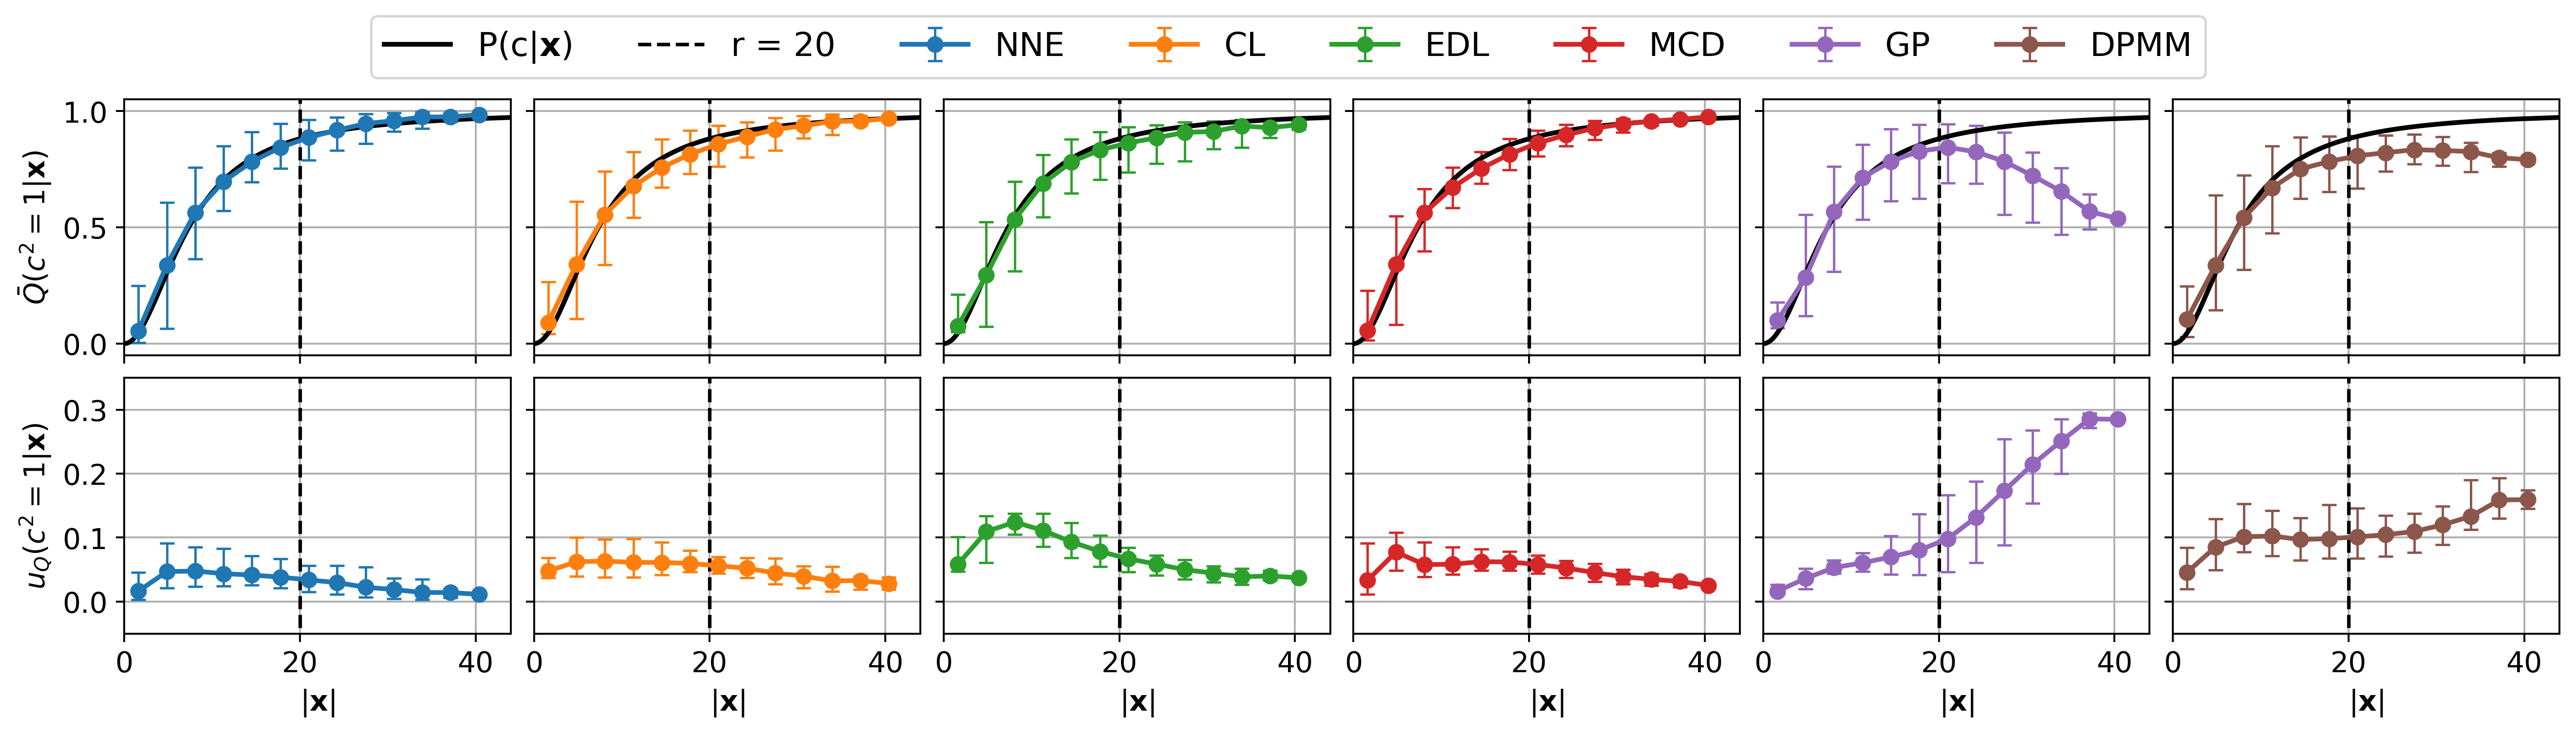 P(c|x) r = 20 NNE CL EDL MCD GP DPMM
Q̄(c² = 1|x)
1.0
0.5
0.0
u_Q(c² = 1|x)
0.3
0.2
0.1
0.0
0 20 40 0 20 40 0 20 40 0 20 40 0 20 40 0 20 40
|x| |x| |x| |x| |x| |x|